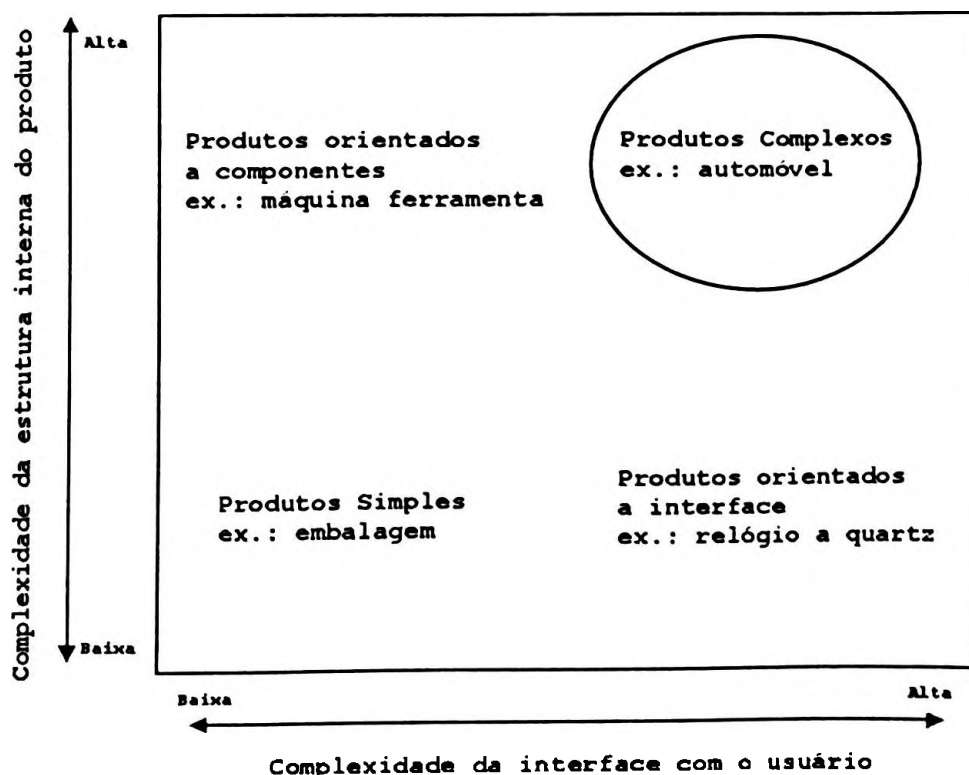 Complexidade da estrutura interna do produto
Alta
Produtos orientados
a componentes
ex.: máquina ferramenta
Produtos Complexos
ex.: automóvel
Produtos Simples
ex.: embalagem
Produtos orientados
a interface
ex.: relógio a quartz
Baixa
Baixa
Alta
Complexidade da interface com o usuário